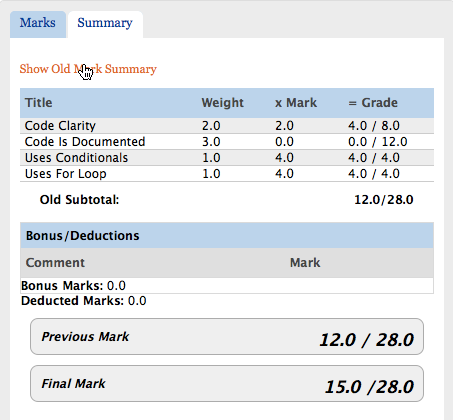 Marks Summary
Show Old Mark Summary
Title Weight x Mark = Grade
Code Clarity 2.0 2.0 4.0 / 8.0
Code Is Documented 3.0 0.0 0.0 / 12.0
Uses Conditionals 1.0 4.0 4.0 / 4.0
Uses For Loop 1.0 4.0 4.0 / 4.0
Old Subtotal: 12.0/28.0
Bonus/Deductions
Comment Mark
Bonus Marks: 0.0
Deducted Marks: 0.0
Previous Mark 12.0 / 28.0
Final Mark 15.0 /28.0